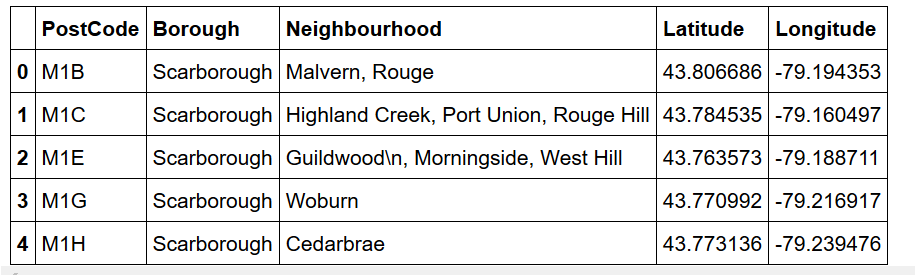 PostCode Borough Neighbourhood Latitude Longitude
0 M1B Scarborough Malvern, Rouge 43.806686 -79.194353
1 M1C Scarborough Highland Creek, Port Union, Rouge Hill 43.784535 -79.160497
2 M1E Scarborough Guildwood\n, Morningside, West Hill 43.763573 -79.188711
3 M1G Scarborough Woburn 43.770992 -79.216917
4 M1H Scarborough Cedarbrae 43.773136 -79.239476